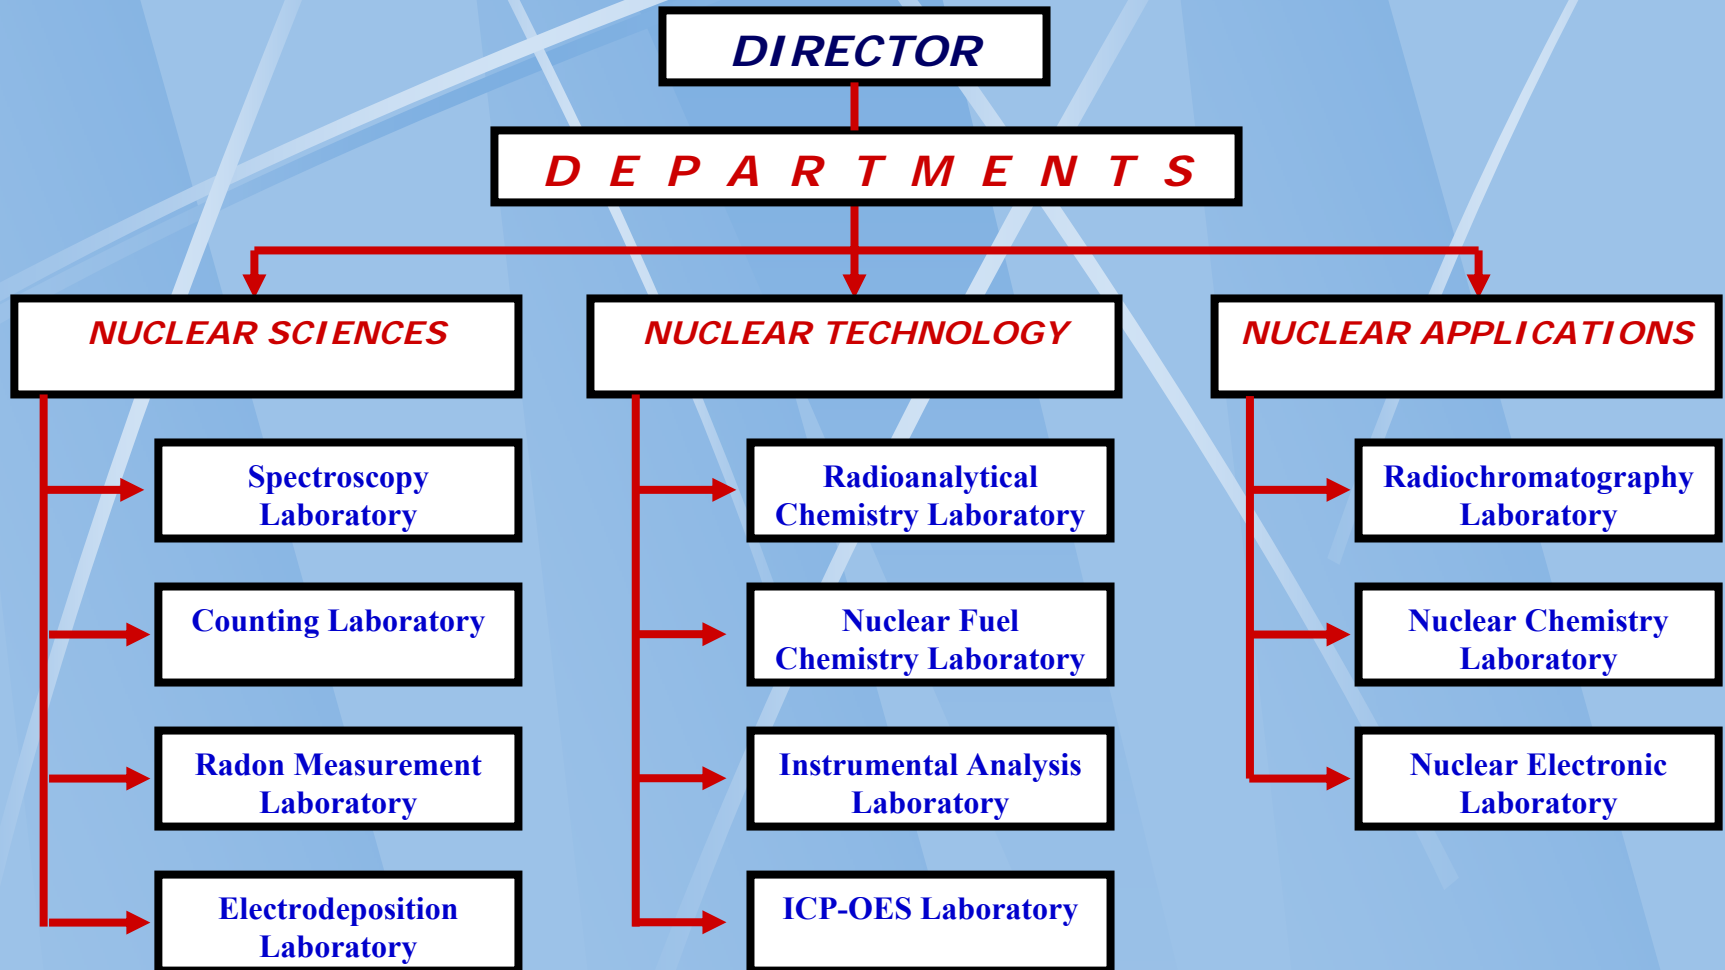 DIRECTOR
DEPARTMENTS
NUCLEAR SCIENCES
NUCLEAR TECHNOLOGY
NUCLEAR APPLICATIONS
Spectroscopy
Laboratory
Counting Laboratory
Radon Measurement
Laboratory
Electrodeposition
Laboratory
Radioanalytical
Chemistry Laboratory
Nuclear Fuel
Chemistry Laboratory
Instrumental Analysis
Laboratory
ICP-OES Laboratory
Radiochromatography
Laboratory
Nuclear Chemistry
Laboratory
Nuclear Electronic
Laboratory